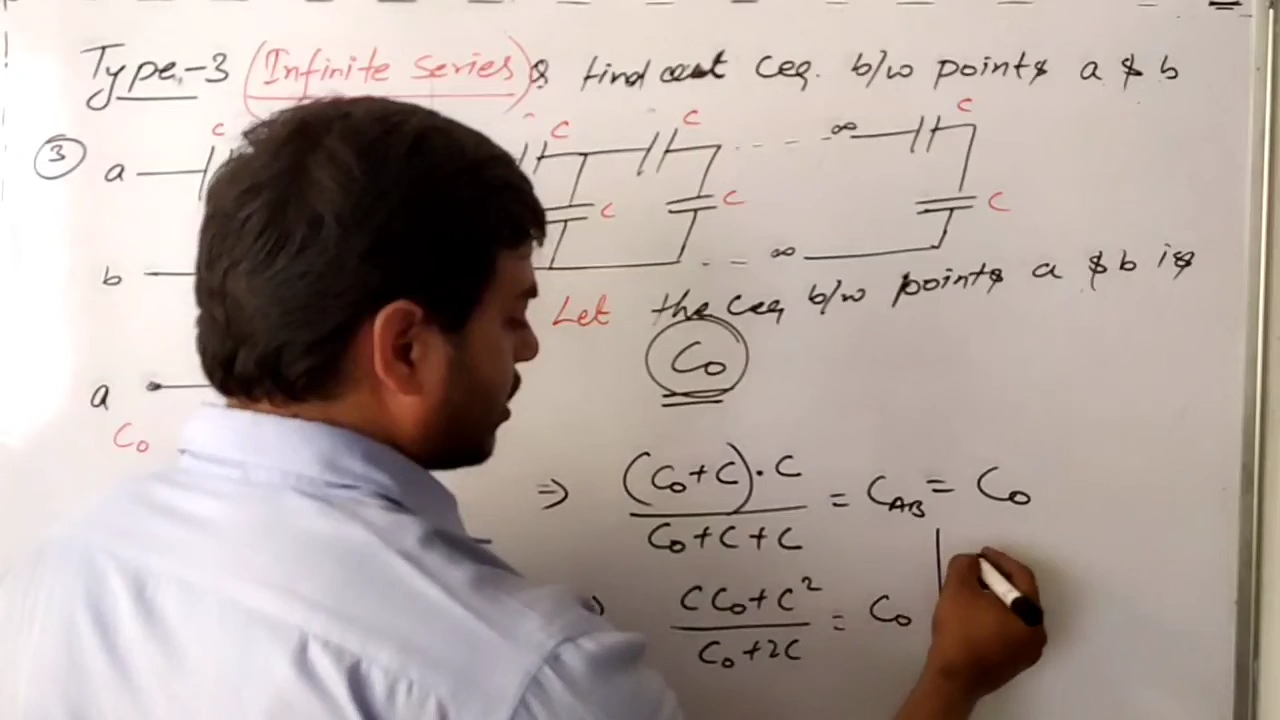 Type-3 (Infinite series) & find out Ceq. b/w points a & b
C C C C
3 a ∞
C C C
b ∞
Let the Ceq b/w points a & b is
C₀
a
C₀
⇒ (C₀+C)·C / C₀+C+C = C_AB = C₀
CC₀+C² / C₀+2C = C₀